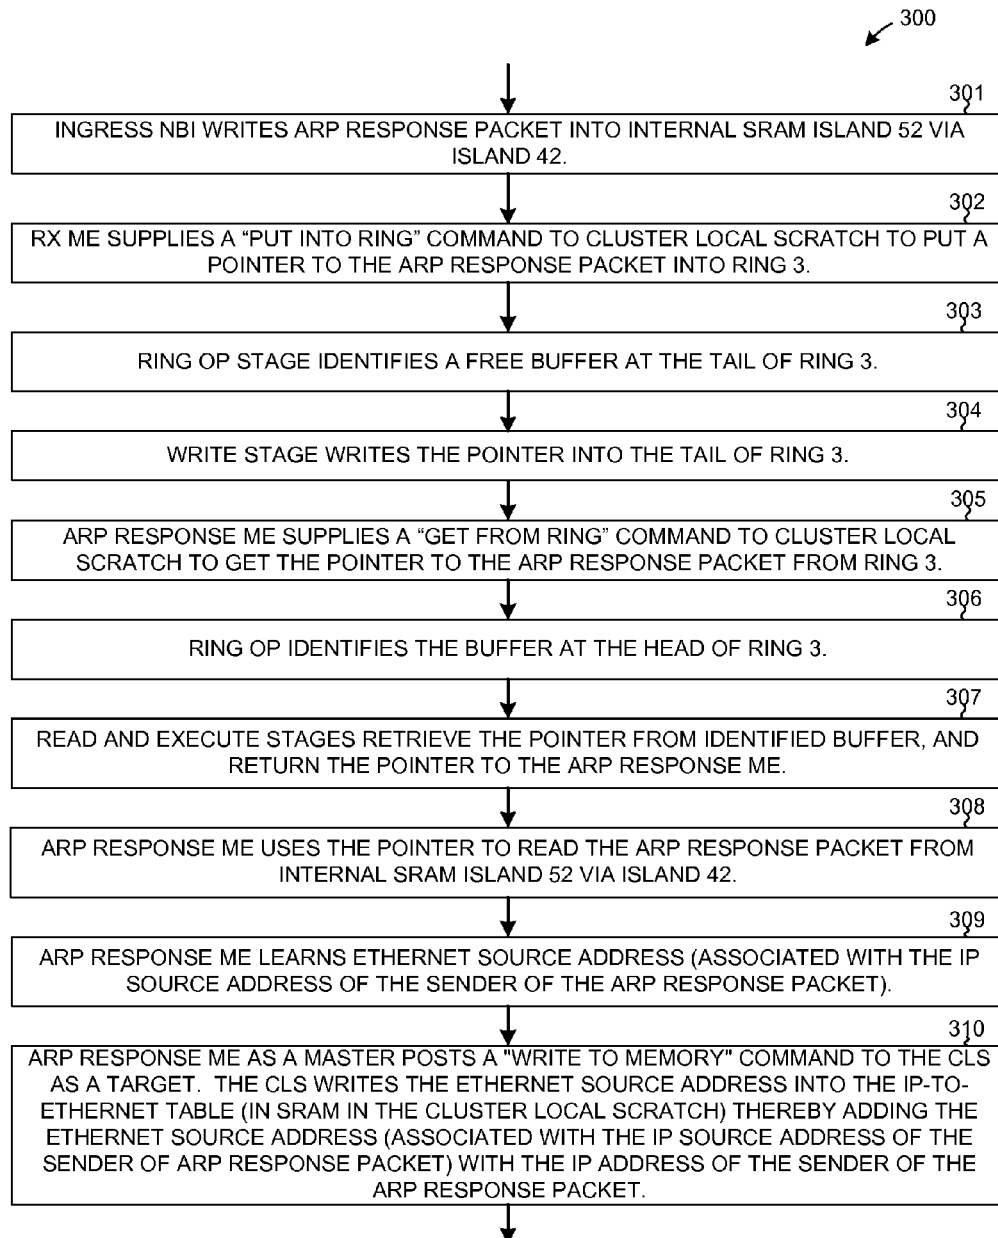 300
301
INGRESS NBI WRITES ARP RESPONSE PACKET INTO INTERNAL SRAM ISLAND 52 VIA
ISLAND 42.
302
RX ME SUPPLIES A “PUT INTO RING” COMMAND TO CLUSTER LOCAL SCRATCH TO PUT A
POINTER TO THE ARP RESPONSE PACKET INTO RING 3.
303
RING OP STAGE IDENTIFIES A FREE BUFFER AT THE TAIL OF RING 3.
304
WRITE STAGE WRITES THE POINTER INTO THE TAIL OF RING 3.
305
ARP RESPONSE ME SUPPLIES A “GET FROM RING” COMMAND TO CLUSTER LOCAL
SCRATCH TO GET THE POINTER TO THE ARP RESPONSE PACKET FROM RING 3.
306
RING OP IDENTIFIES THE BUFFER AT THE HEAD OF RING 3.
307
READ AND EXECUTE STAGES RETRIEVE THE POINTER FROM IDENTIFIED BUFFER, AND
RETURN THE POINTER TO THE ARP RESPONSE ME.
308
ARP RESPONSE ME USES THE POINTER TO READ THE ARP RESPONSE PACKET FROM
INTERNAL SRAM ISLAND 52 VIA ISLAND 42.
309
ARP RESPONSE ME LEARNS ETHERNET SOURCE ADDRESS (ASSOCIATED WITH THE IP
SOURCE ADDRESS OF THE SENDER OF THE ARP RESPONSE PACKET).
310
ARP RESPONSE ME AS A MASTER POSTS A "WRITE TO MEMORY" COMMAND TO THE CLS
AS A TARGET. THE CLS WRITES THE ETHERNET SOURCE ADDRESS INTO THE IP-TO-
ETHERNET TABLE (IN SRAM IN THE CLUSTER LOCAL SCRATCH) THEREBY ADDING THE
ETHERNET SOURCE ADDRESS (ASSOCIATED WITH THE IP SOURCE ADDRESS OF THE
SENDER OF ARP RESPONSE PACKET) WITH THE IP ADDRESS OF THE SENDER OF THE
ARP RESPONSE PACKET.